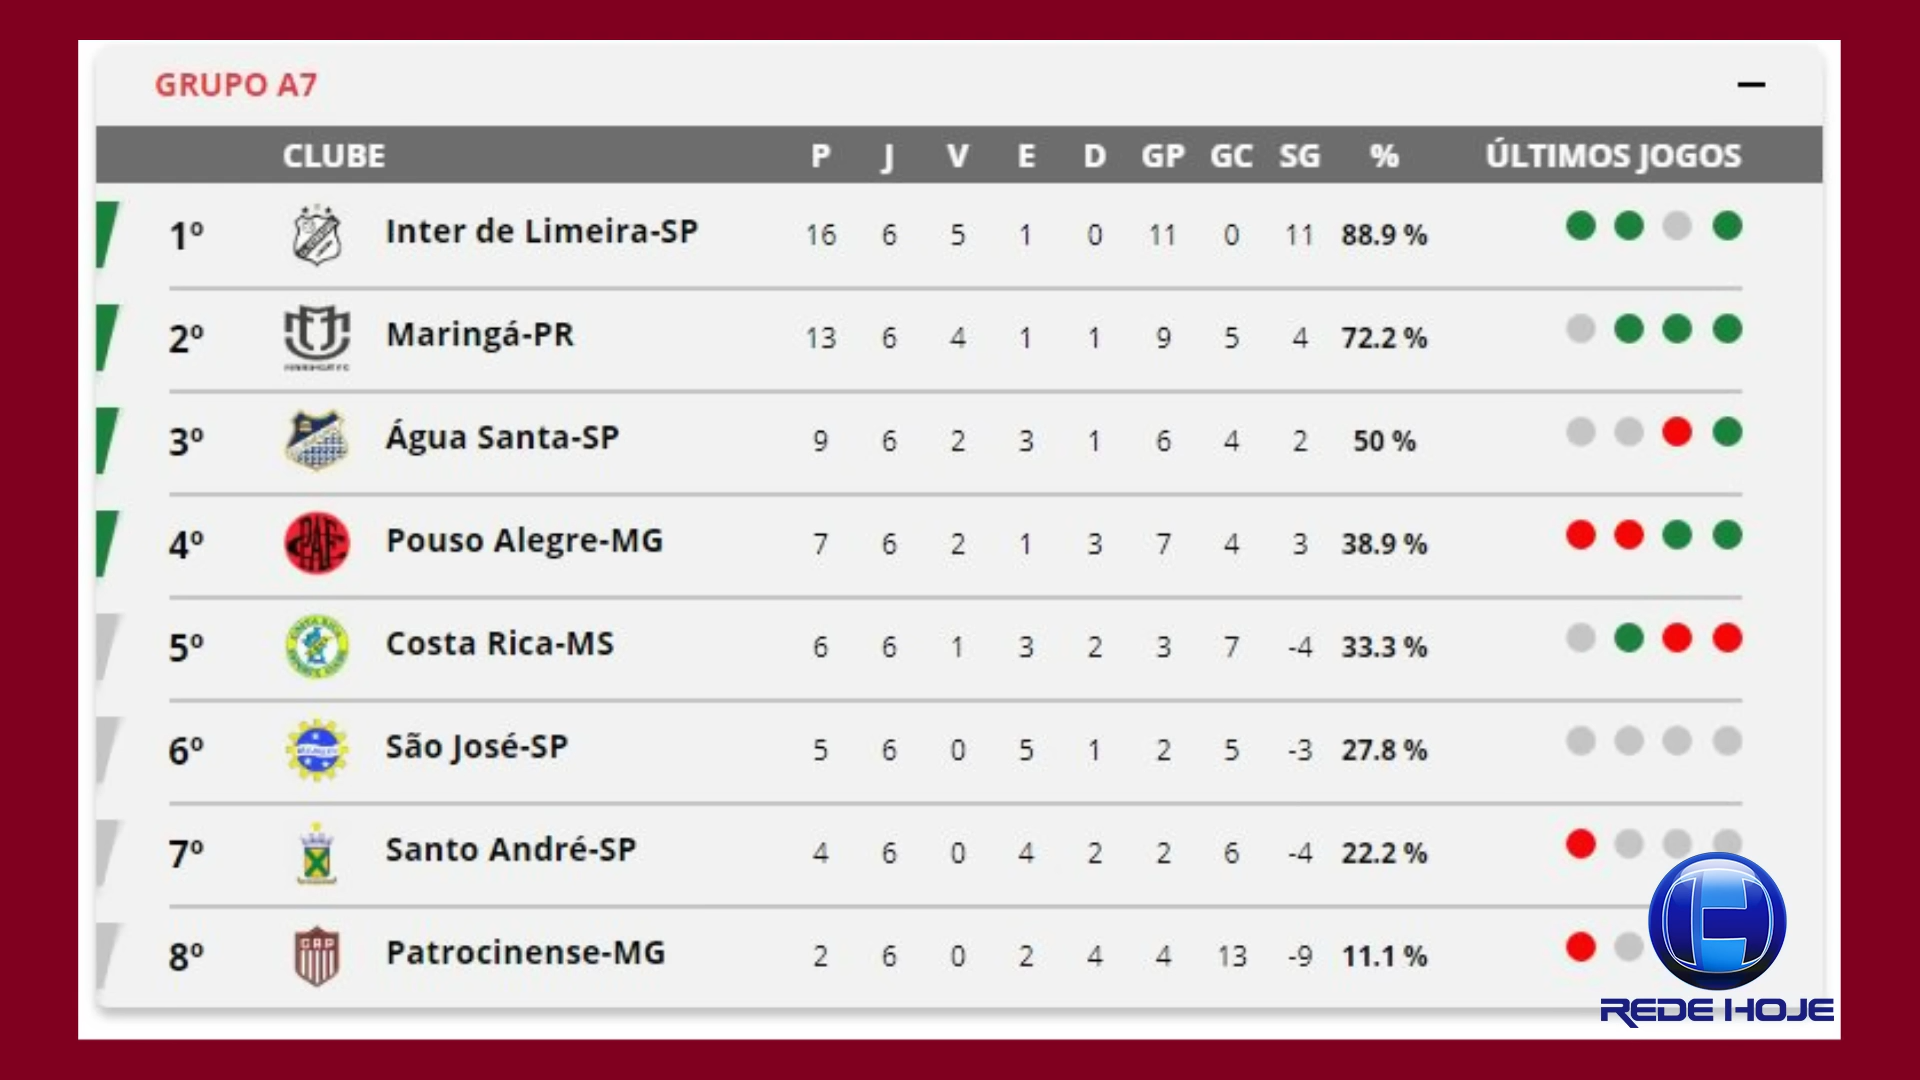 GRUPO A7
CLUBE P J V E D GP GC SG % ÚLTIMOS JOGOS
1º Inter de Limeira-SP 16 6 5 1 0 11 0 11 88.9 %
2º Maringá-PR 13 6 4 1 1 9 5 4 72.2 %
3º Água Santa-SP 9 6 2 3 1 6 4 2 50 %
4º Pouso Alegre-MG 7 6 2 1 3 7 4 3 38.9 %
5º Costa Rica-MS 6 6 1 3 2 3 7 -4 33.3 %
6º São José-SP 5 6 0 5 1 2 5 -3 27.8 %
7º Santo André-SP 4 6 0 4 2 2 6 -4 22.2 %
8º Patrocinense-MG 2 6 0 2 4 4 13 -9 11.1 %
REDE HOJE